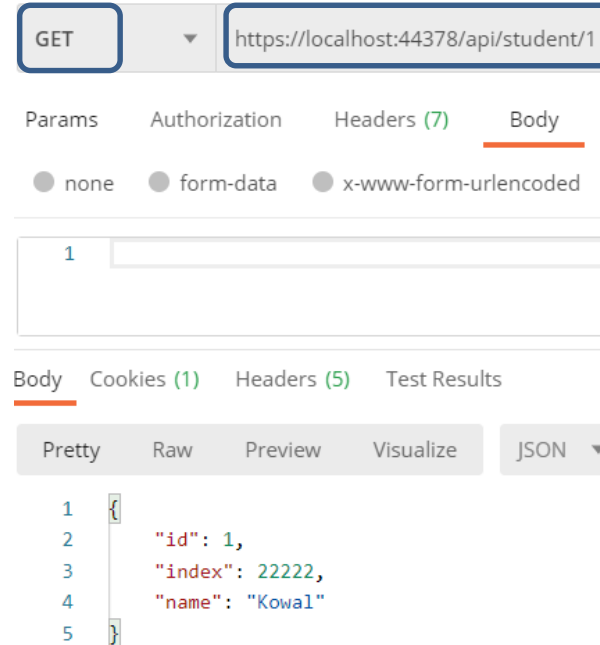 GET https://localhost:44378/api/student/1
Params Authorization Headers (7) Body
none form-data x-www-form-urlencoded
1
Body Cookies (1) Headers (5) Test Results
Pretty Raw Preview Visualize JSON
1 {
2 "id": 1,
3 "index": 22222,
4 "name": "Kowal"
5 }